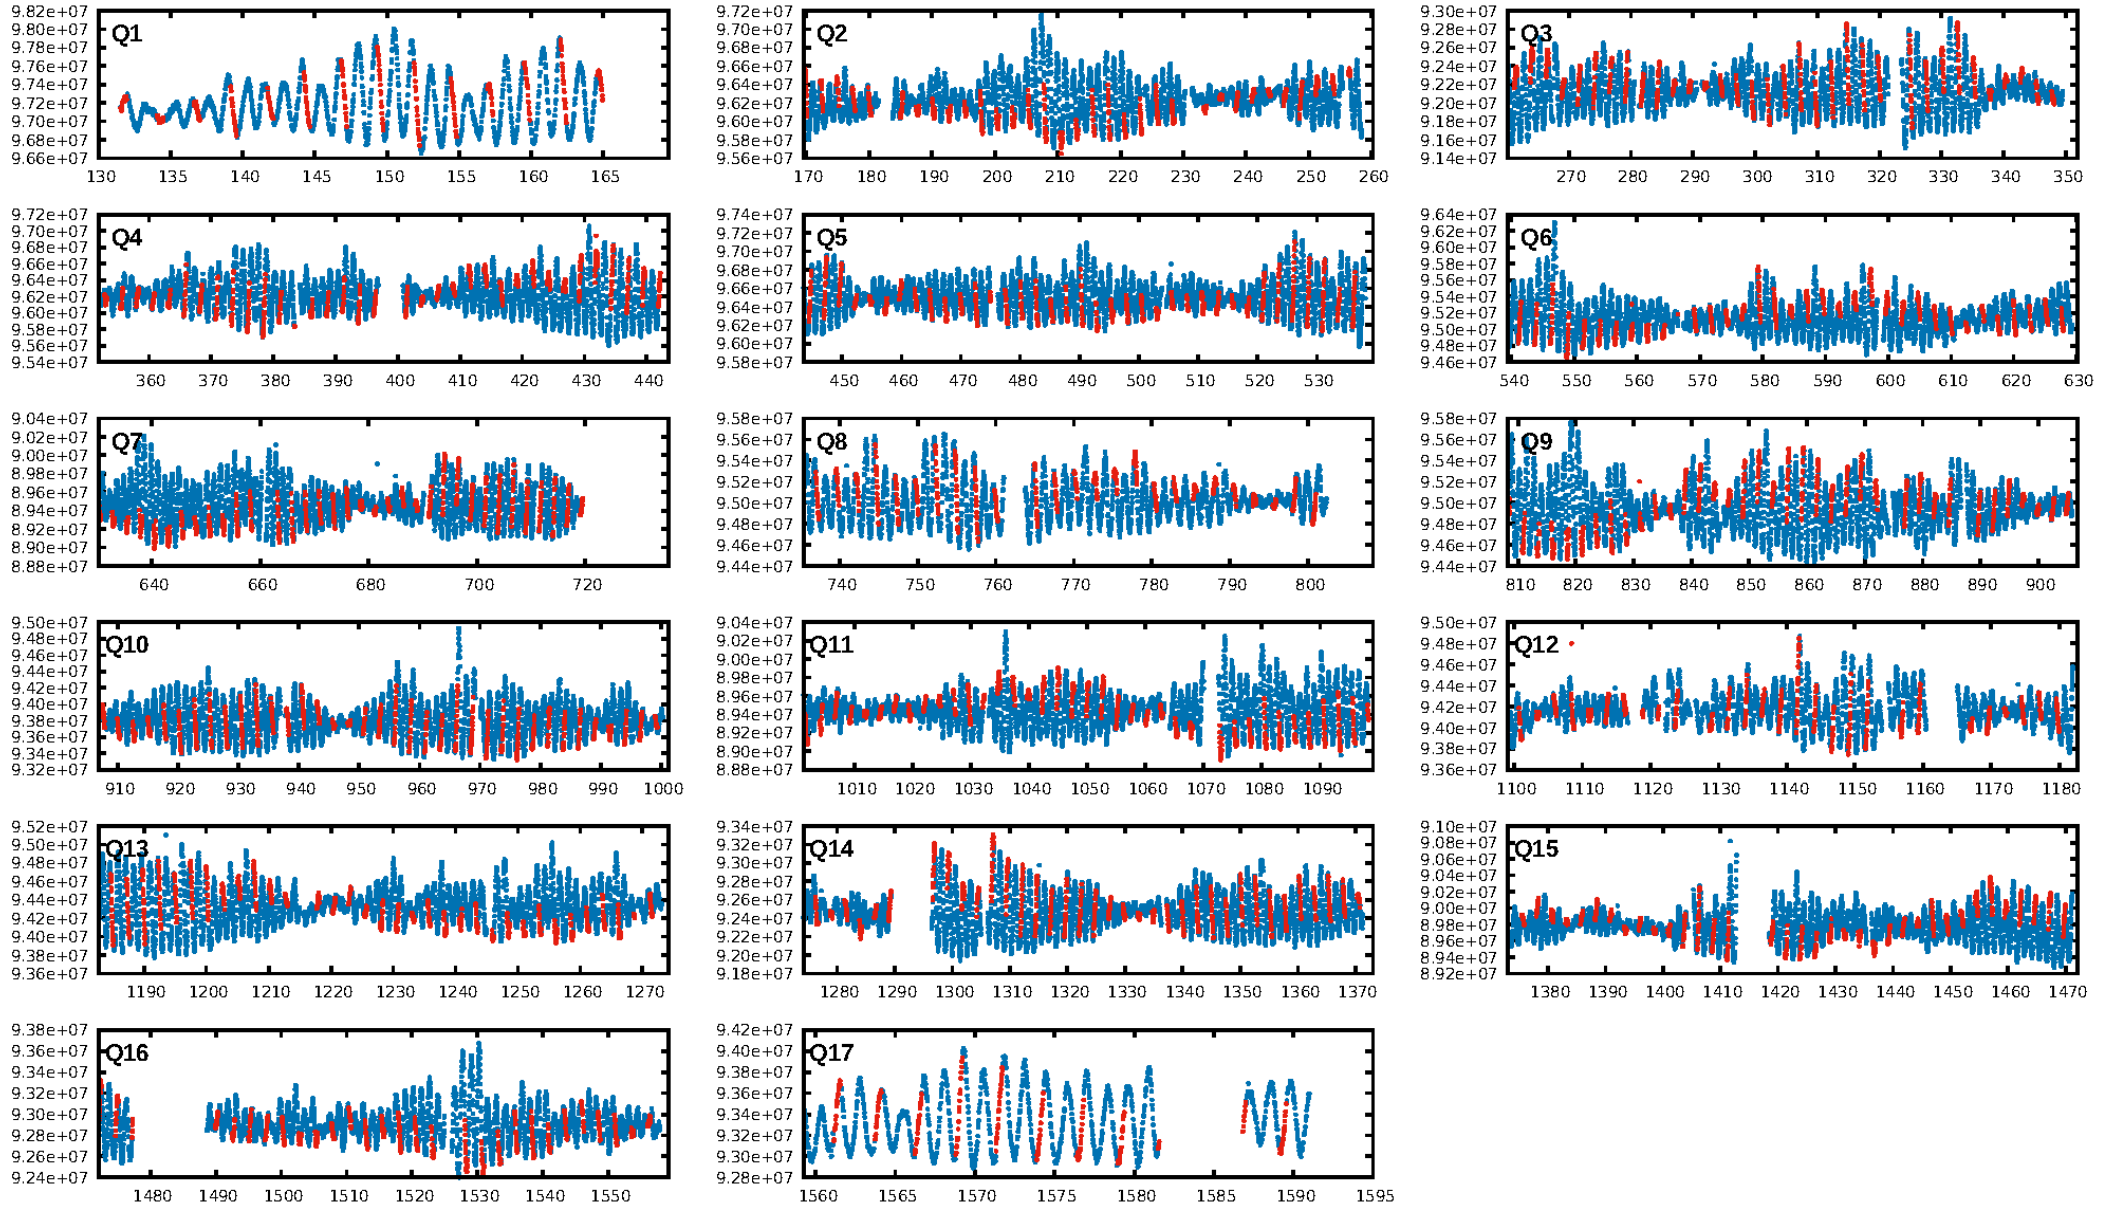 9.82e+07
9.80e+07
9.78e+07
9.76e+07
9.74e+07
9.72e+07
9.70e+07
9.68e+07
9.66e+07
Q1
130 135 140 145 150 155 160 165
9.72e+07
9.70e+07
9.68e+07
9.66e+07
9.64e+07
9.62e+07
9.60e+07
9.58e+07
9.56e+07
Q2
170 180 190 200 210 220 230 240 250 260
9.30e+07
9.28e+07
9.26e+07
9.24e+07
9.22e+07
9.20e+07
9.18e+07
9.16e+07
9.14e+07
Q3
270 280 290 300 310 320 330 340 350
9.72e+07
9.70e+07
9.68e+07
9.66e+07
9.64e+07
9.62e+07
9.60e+07
9.58e+07
9.56e+07
9.54e+07
Q4
360 370 380 390 400 410 420 430 440
9.74e+07
9.72e+07
9.70e+07
9.68e+07
9.66e+07
9.64e+07
9.62e+07
9.60e+07
9.58e+07
Q5
450 460 470 480 490 500 510 520 530
9.64e+07
9.62e+07
9.60e+07
9.58e+07
9.56e+07
9.54e+07
9.52e+07
9.50e+07
9.48e+07
9.46e+07
Q6
540 550 560 570 580 590 600 610 620 630
9.04e+07
9.02e+07
9.00e+07
8.98e+07
8.96e+07
8.94e+07
8.92e+07
8.90e+07
8.88e+07
Q7
640 660 680 700 720
9.58e+07
9.56e+07
9.54e+07
9.52e+07
9.50e+07
9.48e+07
9.46e+07
9.44e+07
Q8
740 750 760 770 780 790 800
9.58e+07
9.56e+07
9.54e+07
9.52e+07
9.50e+07
9.48e+07
9.46e+07
9.44e+07
Q9
810 820 830 840 850 860 870 880 890 900
9.50e+07
9.48e+07
9.46e+07
9.44e+07
9.42e+07
9.40e+07
9.38e+07
9.36e+07
9.34e+07
9.32e+07
Q10
910 920 930 940 950 960 970 980 990 1000
9.04e+07
9.02e+07
9.00e+07
8.98e+07
8.96e+07
8.94e+07
8.92e+07
8.90e+07
8.88e+07
Q11
1010 1020 1030 1040 1050 1060 1070 1080 1090
9.50e+07
9.48e+07
9.46e+07
9.44e+07
9.42e+07
9.40e+07
9.38e+07
9.36e+07
Q12
1100 1110 1120 1130 1140 1150 1160 1170 1180
9.52e+07
9.50e+07
9.48e+07
9.46e+07
9.44e+07
9.42e+07
9.40e+07
9.38e+07
9.36e+07
Q13
1190 1200 1210 1220 1230 1240 1250 1260 1270
9.34e+07
9.32e+07
9.30e+07
9.28e+07
9.26e+07
9.24e+07
9.22e+07
9.20e+07
9.18e+07
Q14
1280 1290 1300 1310 1320 1330 1340 1350 1360 1370
9.10e+07
9.08e+07
9.06e+07
9.04e+07
9.02e+07
9.00e+07
8.98e+07
8.96e+07
8.94e+07
8.92e+07
Q15
1380 1390 1400 1410 1420 1430 1440 1450 1460 1470
9.38e+07
9.36e+07
9.34e+07
9.32e+07
9.30e+07
9.28e+07
9.26e+07
9.24e+07
Q16
1480 1490 1500 1510 1520 1530 1540 1550
9.42e+07
9.40e+07
9.38e+07
9.36e+07
9.34e+07
9.32e+07
9.30e+07
9.28e+07
Q17
1560 1565 1570 1575 1580 1585 1590 1595